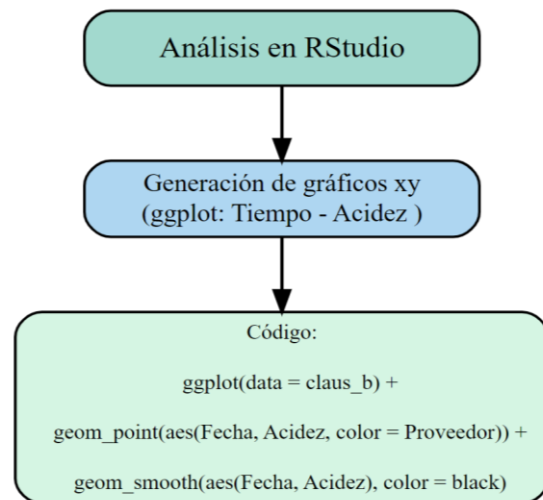 Análisis en RStudio
Generación de gráficos xy
(ggplot: Tiempo - Acidez )
Código:
ggplot(data = claus_b) +
geom_point(aes(Fecha, Acidez, color = Proveedor)) +
geom_smooth(aes(Fecha, Acidez), color = black)